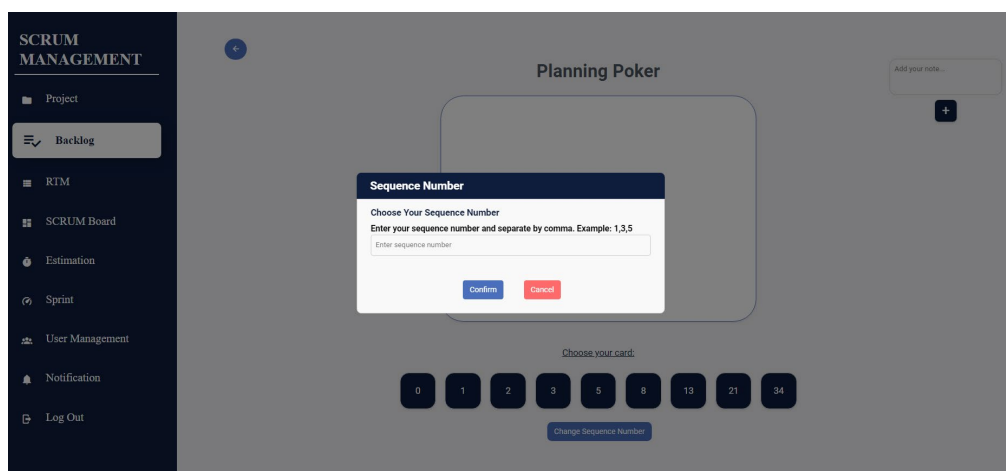 SCRUM
MANAGEMENT
Project
Backlog
RTM
SCRUM Board
Estimation
Sprint
User Management
Notification
Log Out
Planning Poker
Add your note...
+
Sequence Number
Choose Your Sequence Number
Enter your sequence number and separate by comma. Example: 1,3,5
Enter sequence number
Confirm Cancel
Choose your card:
0 1 2 3 5 8 13 21 34
Change Sequence Number